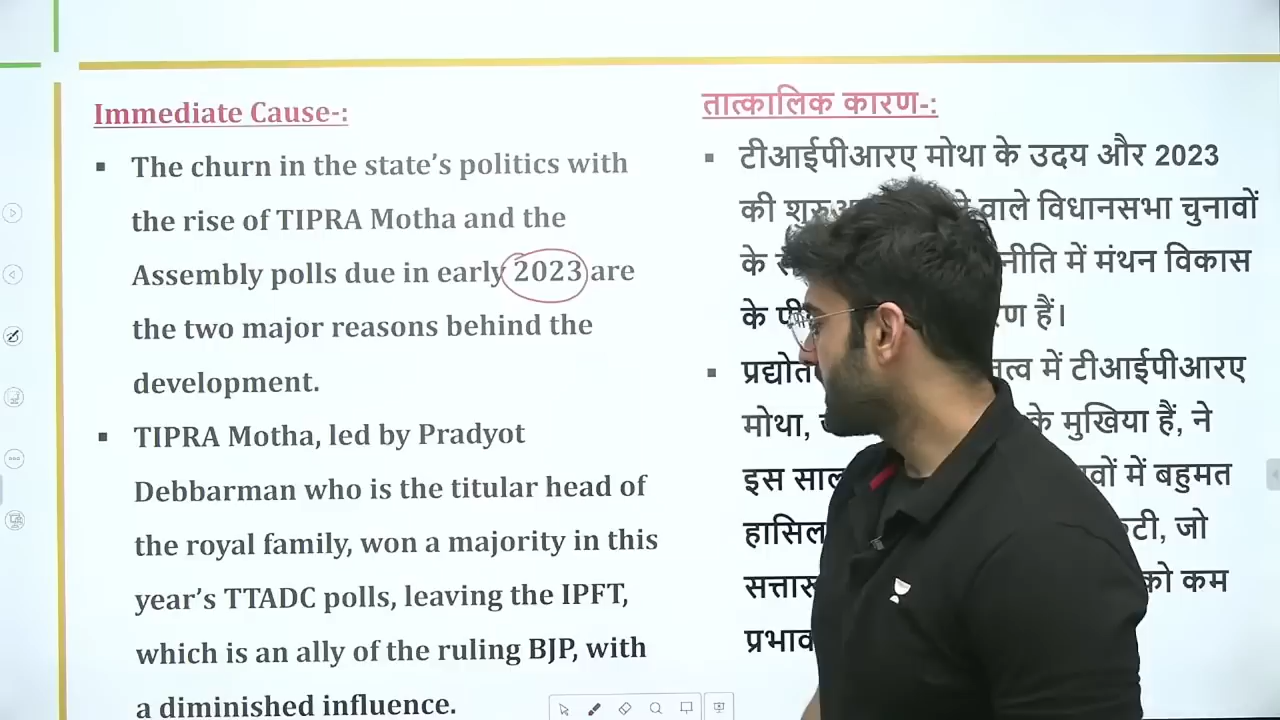 Immediate Cause-:
▪ The churn in the state's politics with
the rise of TIPRA Motha and the
Assembly polls due in early 2023 are
the two major reasons behind the
development.
▪ TIPRA Motha, led by Pradyot
Debbarman who is the titular head of
the royal family, won a majority in this
year's TTADC polls, leaving the IPFT,
which is an ally of the ruling BJP, with
a diminished influence.
तात्कालिक कारण-:
▪ टीआईपीआरए मोथा के उदय और 2023
की वाले विधानसभा चुनावों
के में मंथन विकास
के हैं।
▪ में टीआईपीआरए
मोथा, के मुखिया हैं, ने
इस में बहुमत
जो
को कम